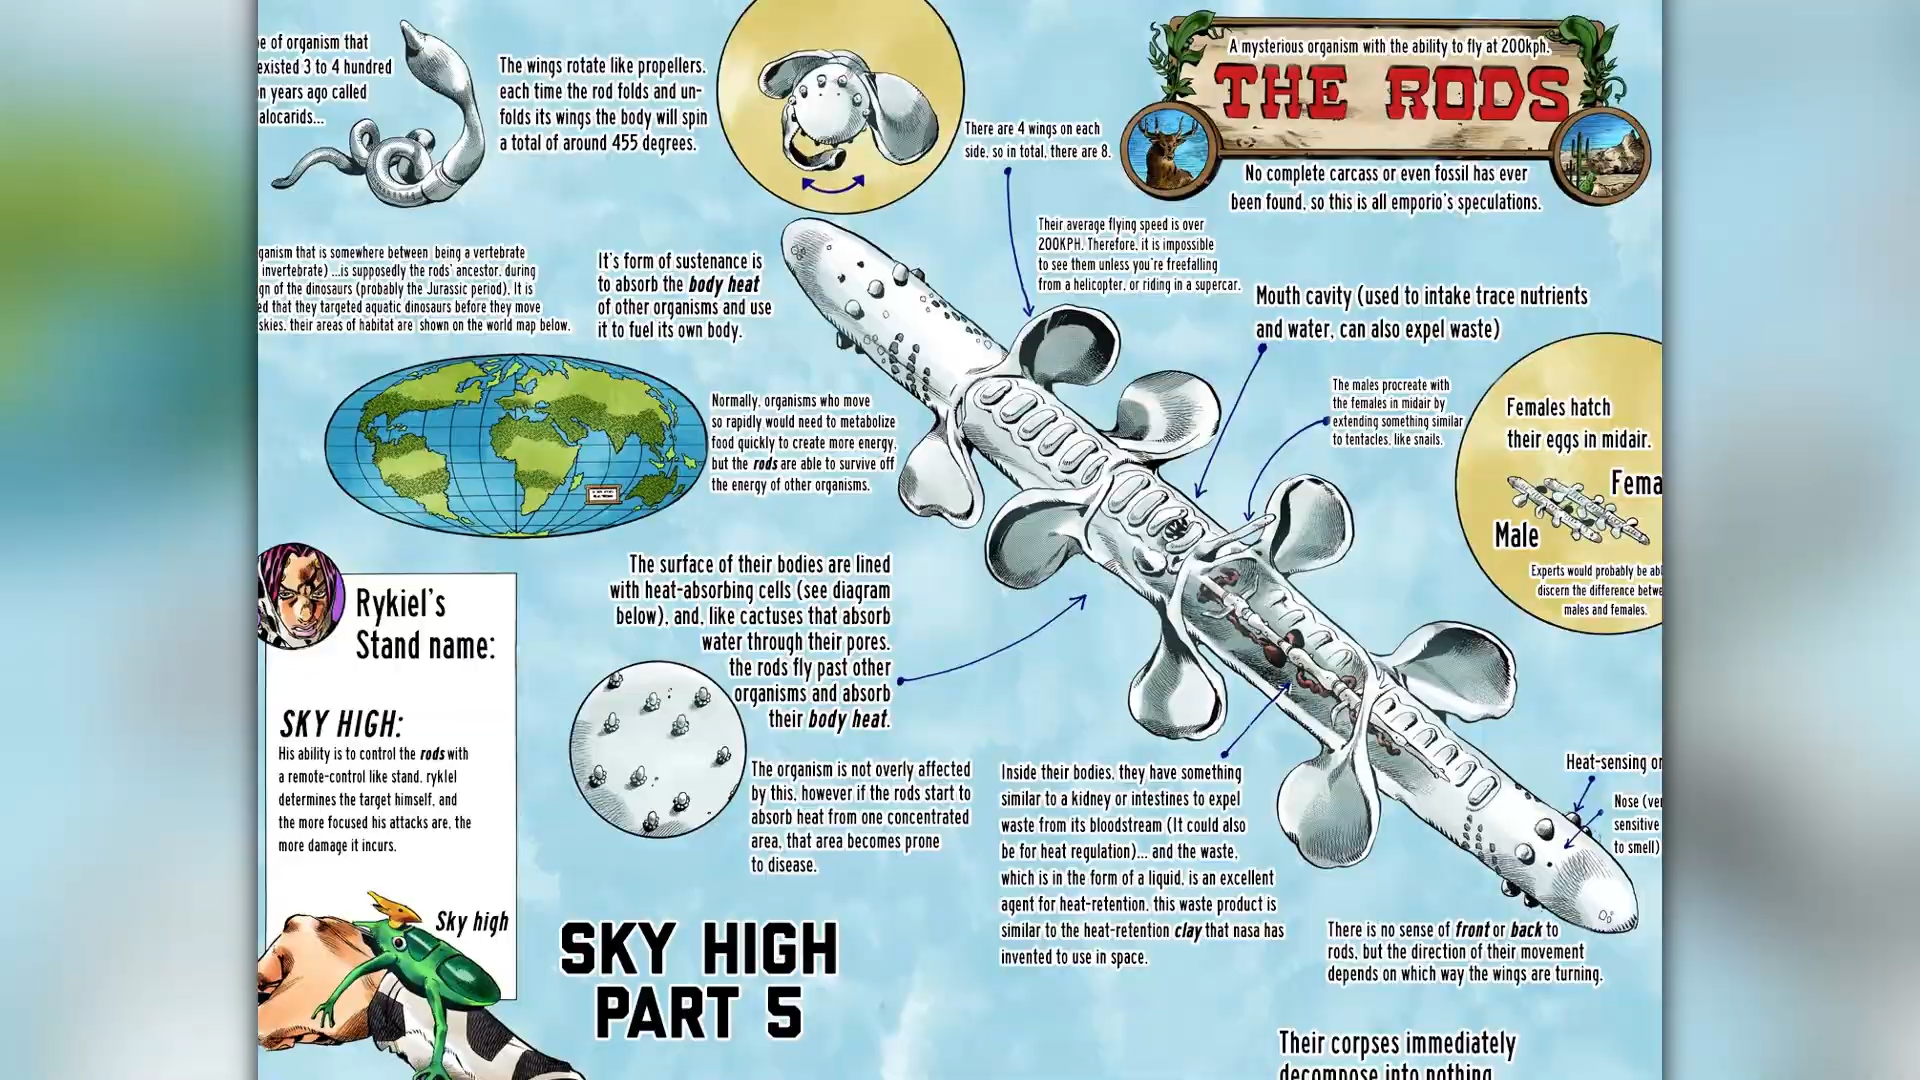 e of organism that
existed 3 to 4 hundred
n years ago called
alocarids...
The wings rotate like propellers.
each time the rod folds and un-
folds its wings the body will spin
a total of around 455 degrees.
There are 4 wings on each
side, so in total, there are 8.
A mysterious organism with the ability to fly at 200kph.
THE RODS
No complete carcass or even fossil has ever
been found, so this is all emporio's speculations.
ganism that is somewhere between being a vertebrate
invertebrate) ...is supposedly the rods' ancestor. during
gn of the dinosaurs (probably the Jurassic period). It is
ed that they targeted aquatic dinosaurs before they move
skies. their areas of habitat are shown on the world map below.
It's form of sustenance is
to absorb the body heat
of other organisms and use
it to fuel its own body.
Their average flying speed is over
200KPH. Therefore, it is impossible
to see them unless you're freefalling
from a helicopter, or riding in a supercar.
Mouth cavity (used to intake trace nutrients
and water, can also expel waste)
Normally, organisms who move
so rapidly would need to metabolize
food quickly to create more energy,
but the rods are able to survive off
the energy of other organisms.
The males procreate with
the females in midair by
extending something similar
to tentacles, like snails.
Females hatch
their eggs in midair.
Fema
Male
Experts would probably be ab
discern the difference betwe
males and females.
The surface of their bodies are lined
with heat-absorbing cells (see diagram
below), and, like cactuses that absorb
water through their pores.
the rods fly past other
organisms and absorb
their body heat.
The organism is not overly affected
by this, however if the rods start to
absorb heat from one concentrated
area, that area becomes prone
to disease.
Rykiel's
Stand name:
SKY HIGH:
His ability is to control the rods with
a remote-control like stand. rykiel
determines the target himself, and
the more focused his attacks are, the
more damage it incurs.
Sky high
SKY HIGH
PART 5
Inside their bodies, they have something
similar to a kidney or intestines to expel
waste from its bloodstream (It could also
be for heat regulation)... and the waste,
which is in the form of a liquid, is an excellent
agent for heat-retention. this waste product is
similar to the heat-retention clay that nasa has
invented to use in space.
Heat-sensing or
Nose (ver
sensitive
to smell)
There is no sense of front or back to
rods, but the direction of their movement
depends on which way the wings are turning.
Their corpses immediately
decompose into nothing